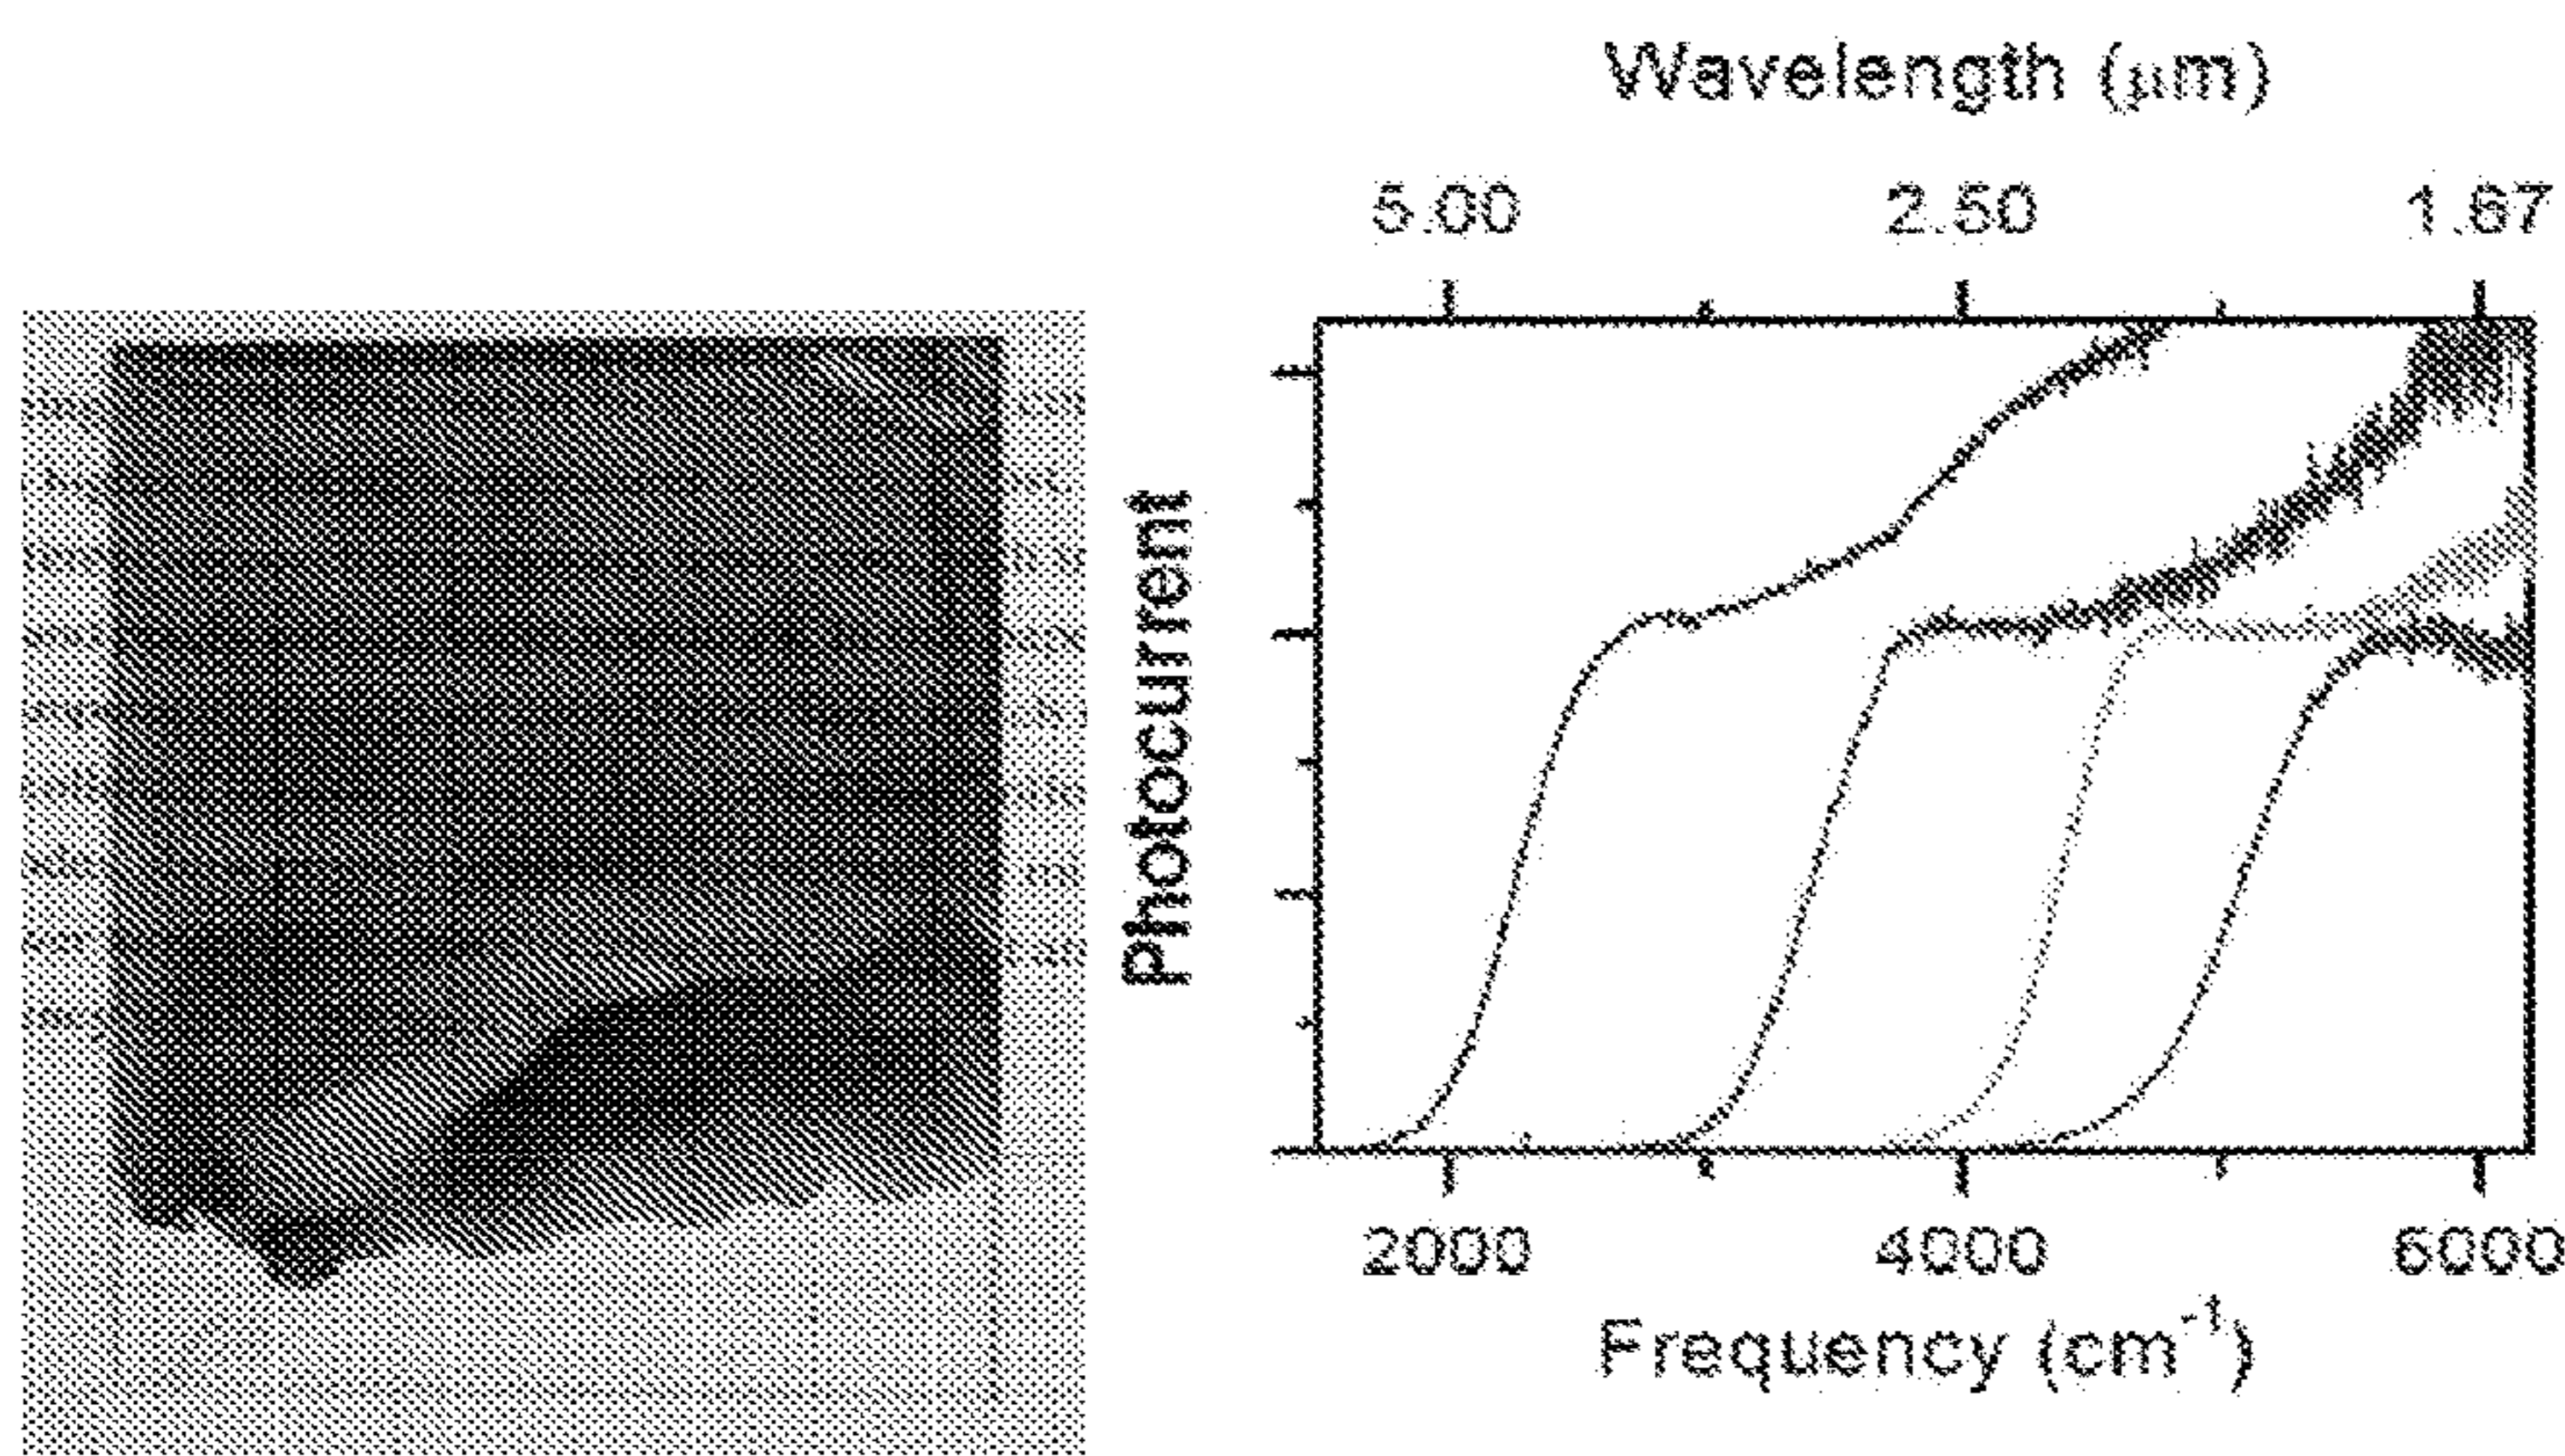 Wavelength (μm)
5.00 2.50 1.67
Photocurrent
2000 4000 6000
Frequency (cm⁻¹)